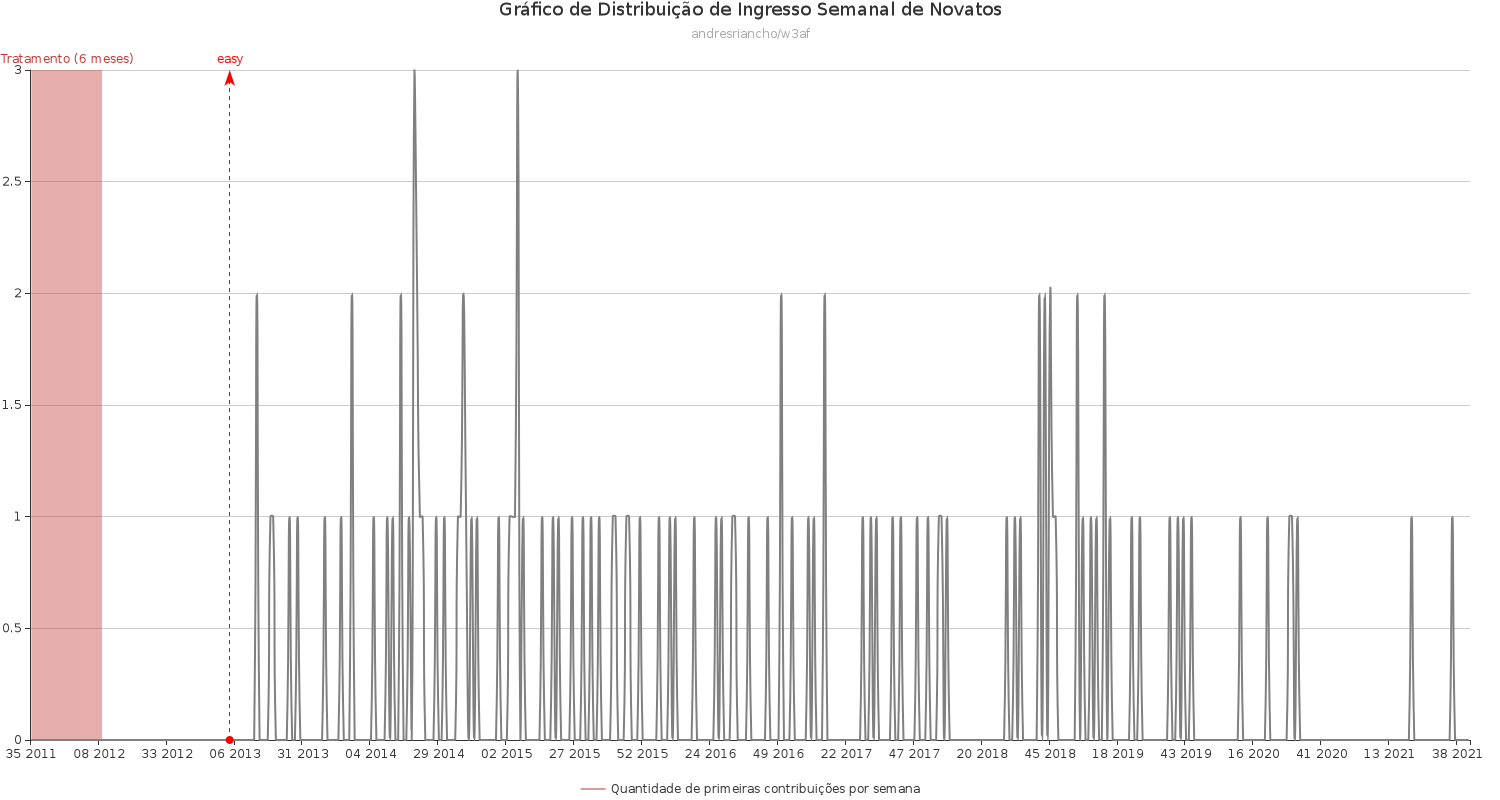 Gráfico de Distribuição de Ingresso Semanal de Novatos
andresriancho/w3af
Tratamento (6 meses)
easy
3
2.5
2
1.5
1
0.5
0
35 2011 08 2012 33 2012 06 2013 31 2013 04 2014 29 2014 02 2015 27 2015 52 2015 24 2016 49 2016 22 2017 47 2017 20 2018 45 2018 18 2019 43 2019 16 2020 41 2020 13 2021 38 2021
Quantidade de primeiras contribuições por semana